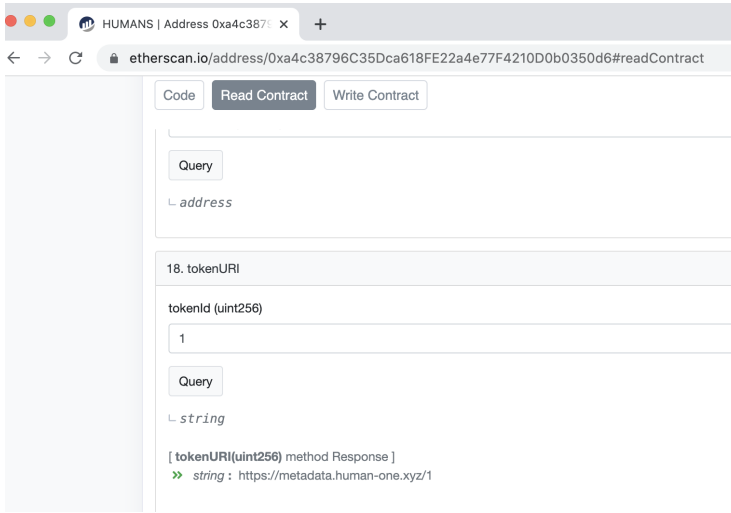 HUMANS | Address 0xa4c3879
etherscan.io/address/0xa4c38796C35Dca618FE22a4e77F4210D0b0350d6#readContract
Code Read Contract Write Contract
Query
address
18. tokenURI
tokenId (uint256)
1
Query
string
[ tokenURI(uint256) method Response ]
string : https://metadata.human-one.xyz/1